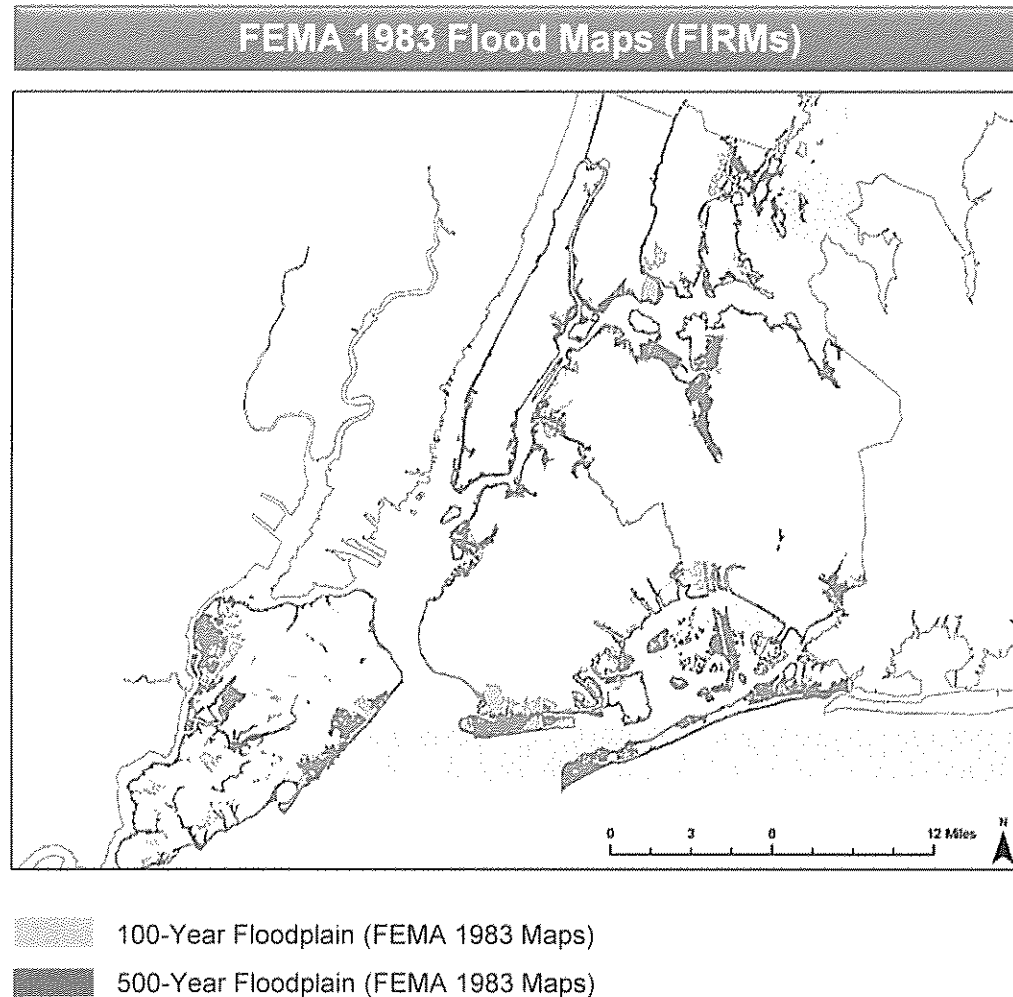 FEMA 1983 Flood Maps (FIRMs)
0 3 6 12 Miles
N
100-Year Floodplain (FEMA 1983 Maps)
500-Year Floodplain (FEMA 1983 Maps)